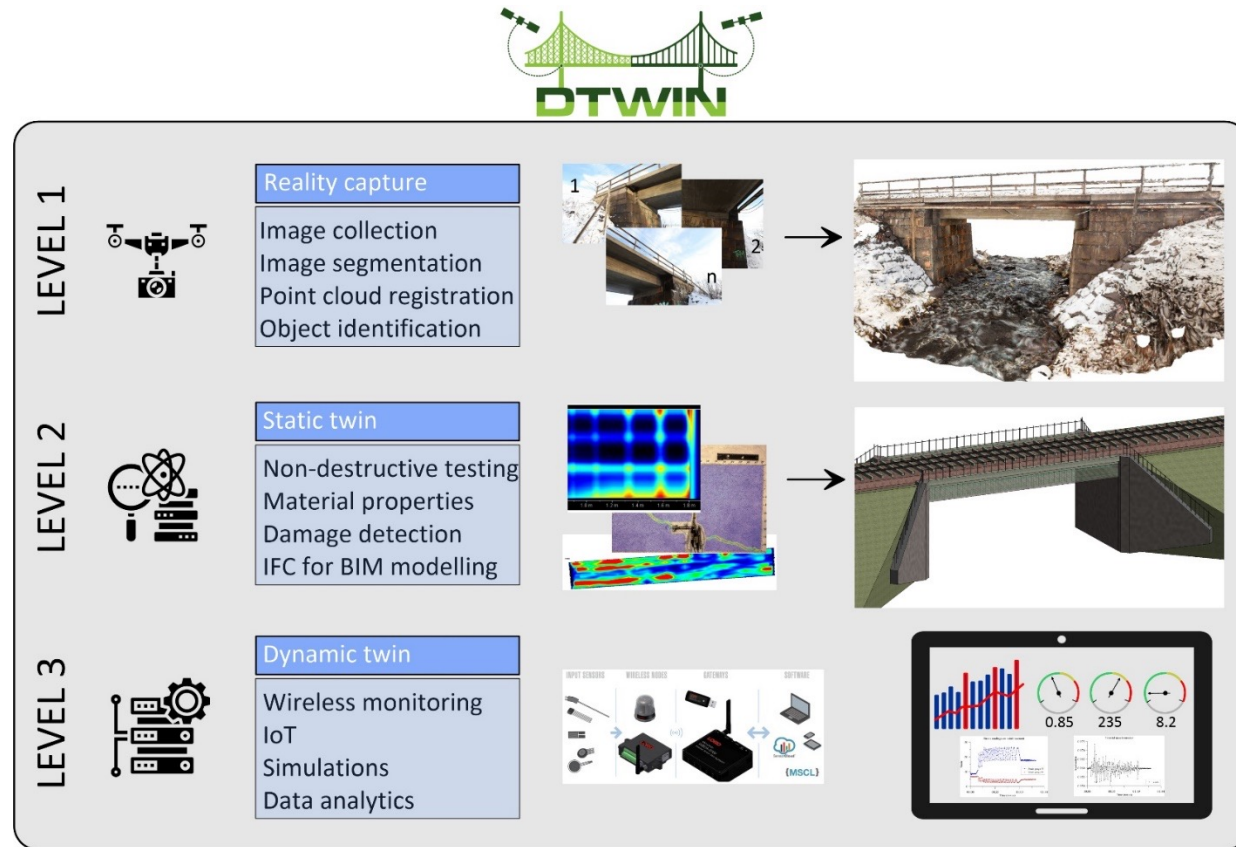 DTWIN
LEVEL 1
Reality capture
Image collection
Image segmentation
Point cloud registration
Object identification
1
2
n
LEVEL 2
Static twin
Non-destructive testing
Material properties
Damage detection
IFC for BIM modelling
LEVEL 3
Dynamic twin
Wireless monitoring
IoT
Simulations
Data analytics
INPUT SENSORS
WIRELESS NODES
GATEWAYS
SOFTWARE
{MSCL}
0.85
235
8.2